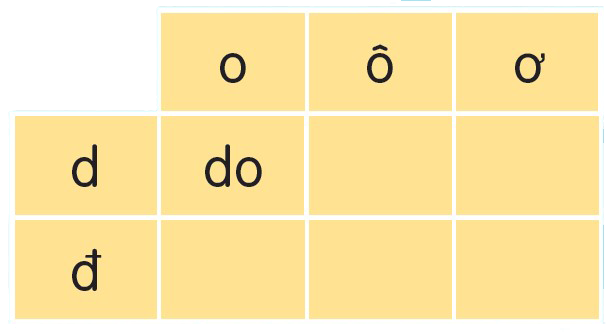 o ô ơ
d do
đ